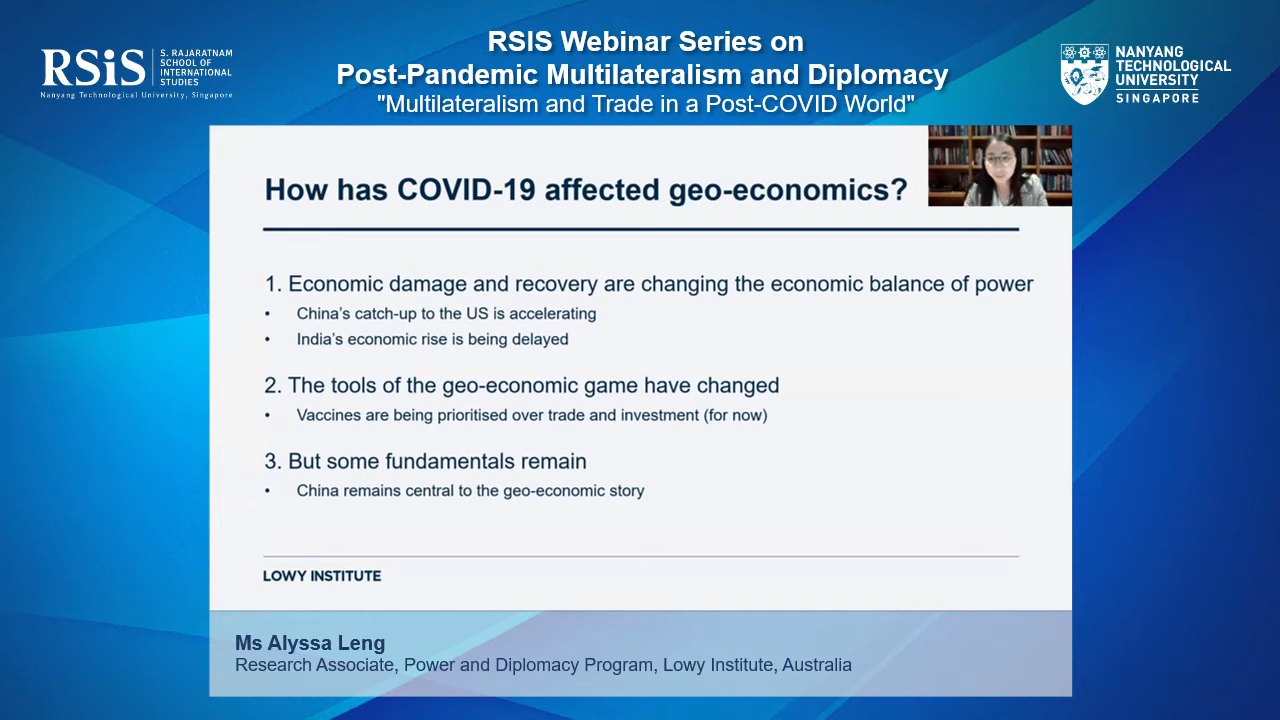 RSiS
S. RAJARATNAM
SCHOOL OF
INTERNATIONAL
STUDIES
Nanyang Technological University, Singapore
RSIS Webinar Series on
Post-Pandemic Multilateralism and Diplomacy
"Multilateralism and Trade in a Post-COVID World"
NANYANG
TECHNOLOGICAL
UNIVERSITY
SINGAPORE
How has COVID-19 affected geo-economics?
1. Economic damage and recovery are changing the economic balance of power
• China’s catch-up to the US is accelerating
• India’s economic rise is being delayed
2. The tools of the geo-economic game have changed
• Vaccines are being prioritised over trade and investment (for now)
3. But some fundamentals remain
• China remains central to the geo-economic story
LOWY INSTITUTE
Ms Alyssa Leng
Research Associate, Power and Diplomacy Program, Lowy Institute, Australia